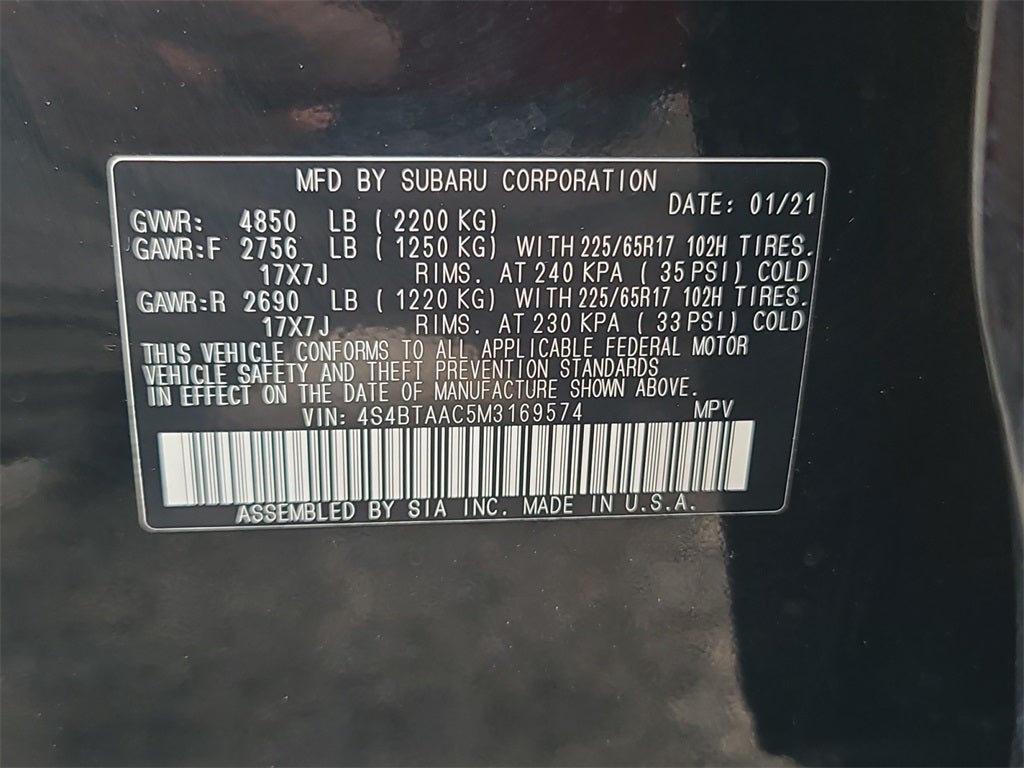 MFD BY SUBARU CORPORATION
DATE: 01/21
GVWR: 4850 LB ( 2200 KG)
GAWR:F 2756 LB ( 1250 KG) WITH 225/65R17 102H TIRES.
17X7J RIMS. AT 240 KPA ( 35 PSI) COLD
GAWR:R 2690 LB ( 1220 KG) WITH 225/65R17 102H TIRES.
17X7J RIMS. AT 230 KPA ( 33 PSI) COLD
THIS VEHICLE CONFORMS TO ALL APPLICABLE FEDERAL MOTOR
VEHICLE SAFETY AND THEFT PREVENTION STANDARDS
IN EFFECT ON THE DATE OF MANUFACTURE SHOWN ABOVE.
VIN: 4S4BTAAC5M3169574 MPV
ASSEMBLED BY SIA INC. MADE IN U.S.A.